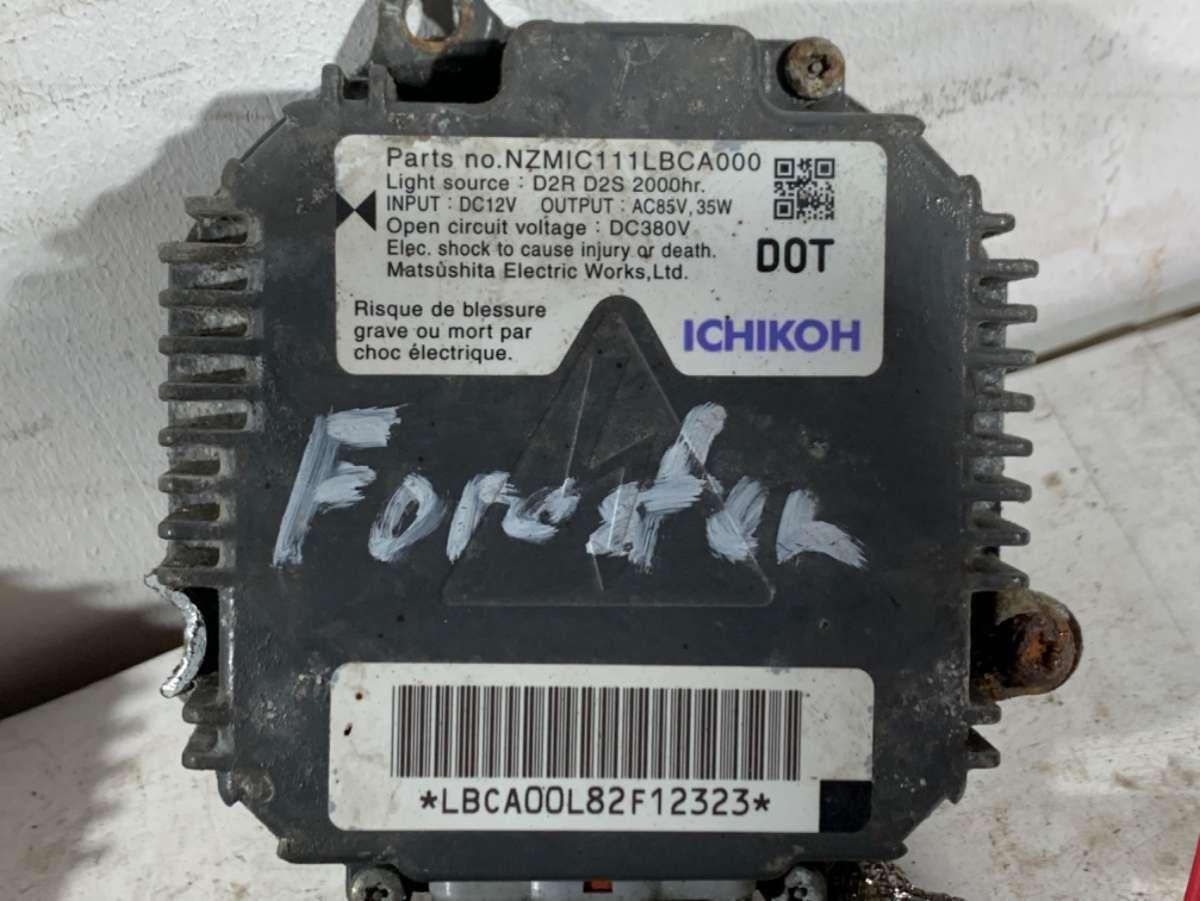 Parts no.NZMIC111LBCA000
Light source : D2R D2S 2000hr.
INPUT : DC12V OUTPUT : AC85V, 35W
Open circuit voltage : DC380V
Elec. shock to cause injury or death.
Matsushita Electric Works,Ltd.
DOT
Risque de blessure
grave ou mort par
choc électrique.
ICHIKOH
*LBCA00L82F12323*